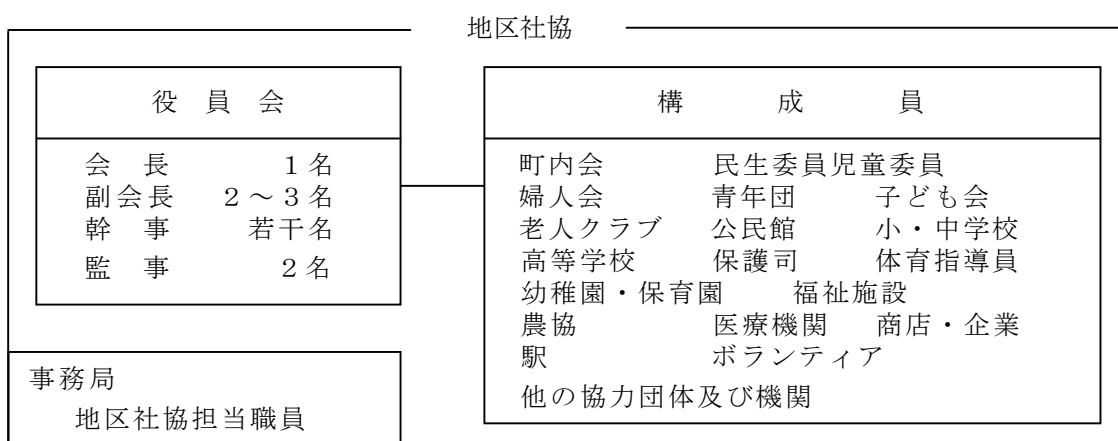 地区社協
役 員 会
会 長 １名
副会長 ２～３名
幹 事 若干名
監 事 ２名
構 成 員
町内会 民生委員児童委員
婦人会 青年団 子ども会
老人クラブ 公民館 小・中学校
高等学校 保護司 体育指導員
幼稚園・保育園 福祉施設
農協 医療機関 商店・企業
駅 ボランティア
他の協力団体及び機関
事務局
地区社協担当職員